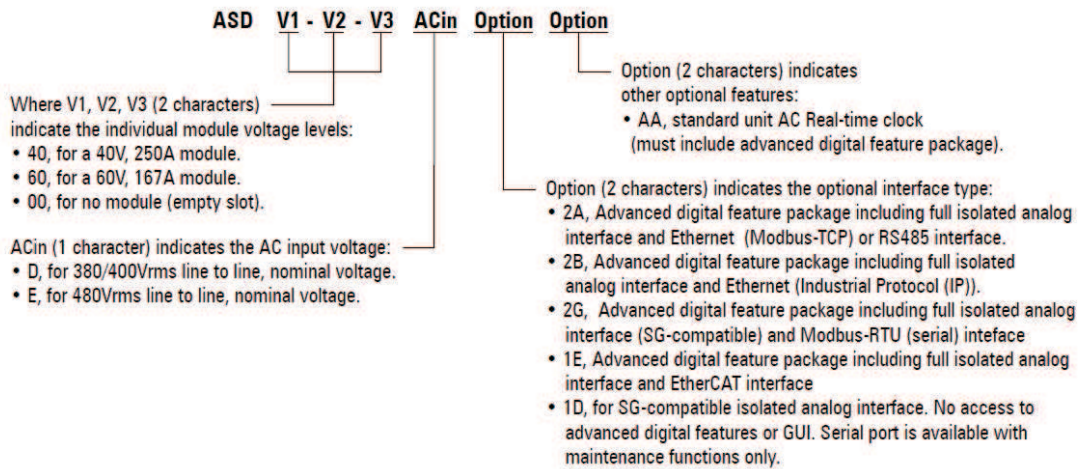 ASD V1 - V2 - V3 ACin Option Option
Where V1, V2, V3 (2 characters)
indicate the individual module voltage levels:
• 40, for a 40V, 250A module.
• 60, for a 60V, 167A module.
• 00, for no module (empty slot).
ACin (1 character) indicates the AC input voltage:
• D, for 380/400Vrms line to line, nominal voltage.
• E, for 480Vrms line to line, nominal voltage.
Option (2 characters) indicates
other optional features:
• AA, standard unit AC Real-time clock
(must include advanced digital feature package).
Option (2 characters) indicates the optional interface type:
• 2A, Advanced digital feature package including full isolated analog
interface and Ethernet (Modbus-TCP) or RS485 interface.
• 2B, Advanced digital feature package including full isolated
analog interface and Ethernet (Industrial Protocol (IP)).
• 2G, Advanced digital feature package including full isolated analog
interface (SG-compatible) and Modbus-RTU (serial) inteface
• 1E, Advanced digital feature package including full isolated analog
interface and EtherCAT interface
• 1D, for SG-compatible isolated analog interface. No access to
advanced digital features or GUI. Serial port is available with
maintenance functions only.